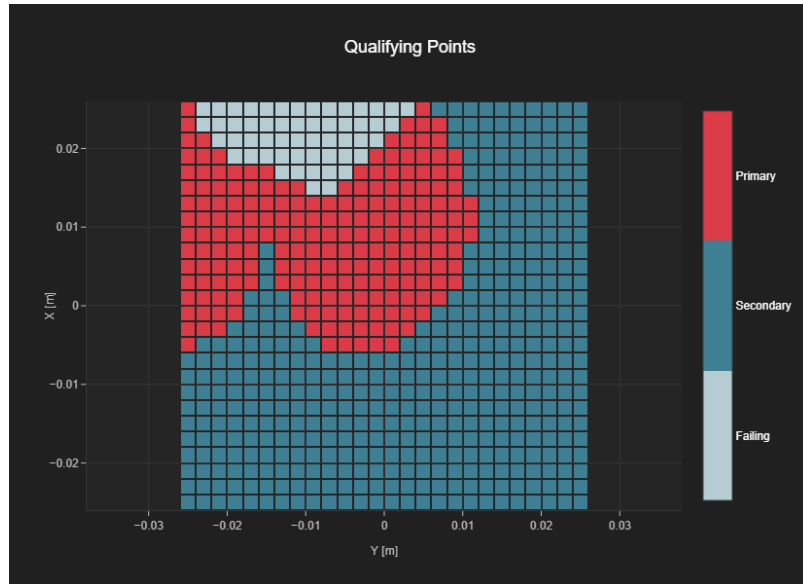 Qualifying Points
X [m]
0.02
0.01
0
−0.01
−0.02
−0.03
−0.02
−0.01
0
0.01
0.02
0.03
Y [m]
Primary
Secondary
Failing